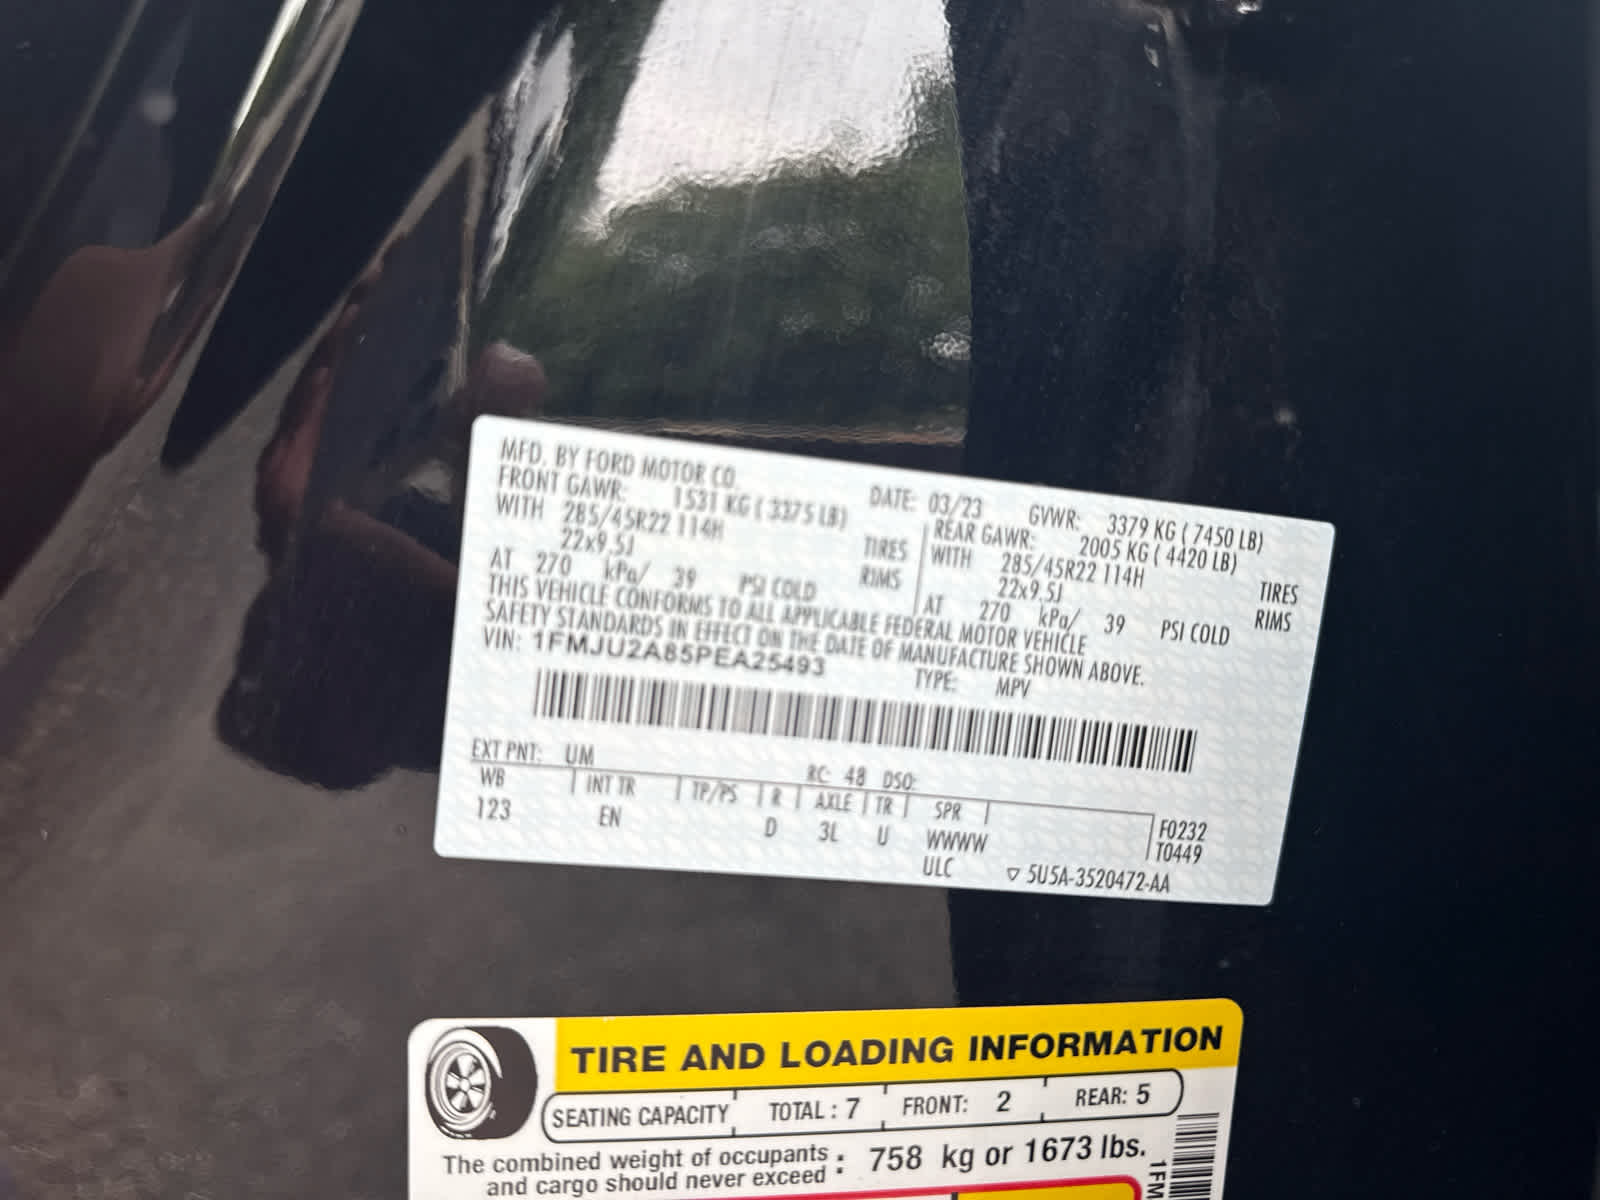 MFD. BY FORD MOTOR CO.
DATE: 03/23 GVWR: 3379 KG ( 7450 LB)
FRONT GAWR: 1531 KG ( 3375 LB) REAR GAWR: 2005 KG ( 4420 LB)
WITH 285/45R22 114H TIRES WITH 285/45R22 114H TIRES
22x9.5J RIMS 22x9.5J RIMS
AT 270 kPa/ 39 PSI COLD AT 270 kPa/ 39 PSI COLD
THIS VEHICLE CONFORMS TO ALL APPLICABLE FEDERAL MOTOR VEHICLE
SAFETY STANDARDS IN EFFECT ON THE DATE OF MANUFACTURE SHOWN ABOVE.
VIN: 1FMJU2A85PEA25493 TYPE: MPV
EXT PNT: UM RC: 48 DSO:
WB INT TR TP/PS R AXLE TR SPR
123 EN D 3L U WWWW
F0232
T0449
ULC ▽ 5U5A-3520472-AA
TIRE AND LOADING INFORMATION
SEATING CAPACITY TOTAL : 7 FRONT: 2 REAR: 5
The combined weight of occupants
and cargo should never exceed : 758 kg or 1673 lbs.
1FM